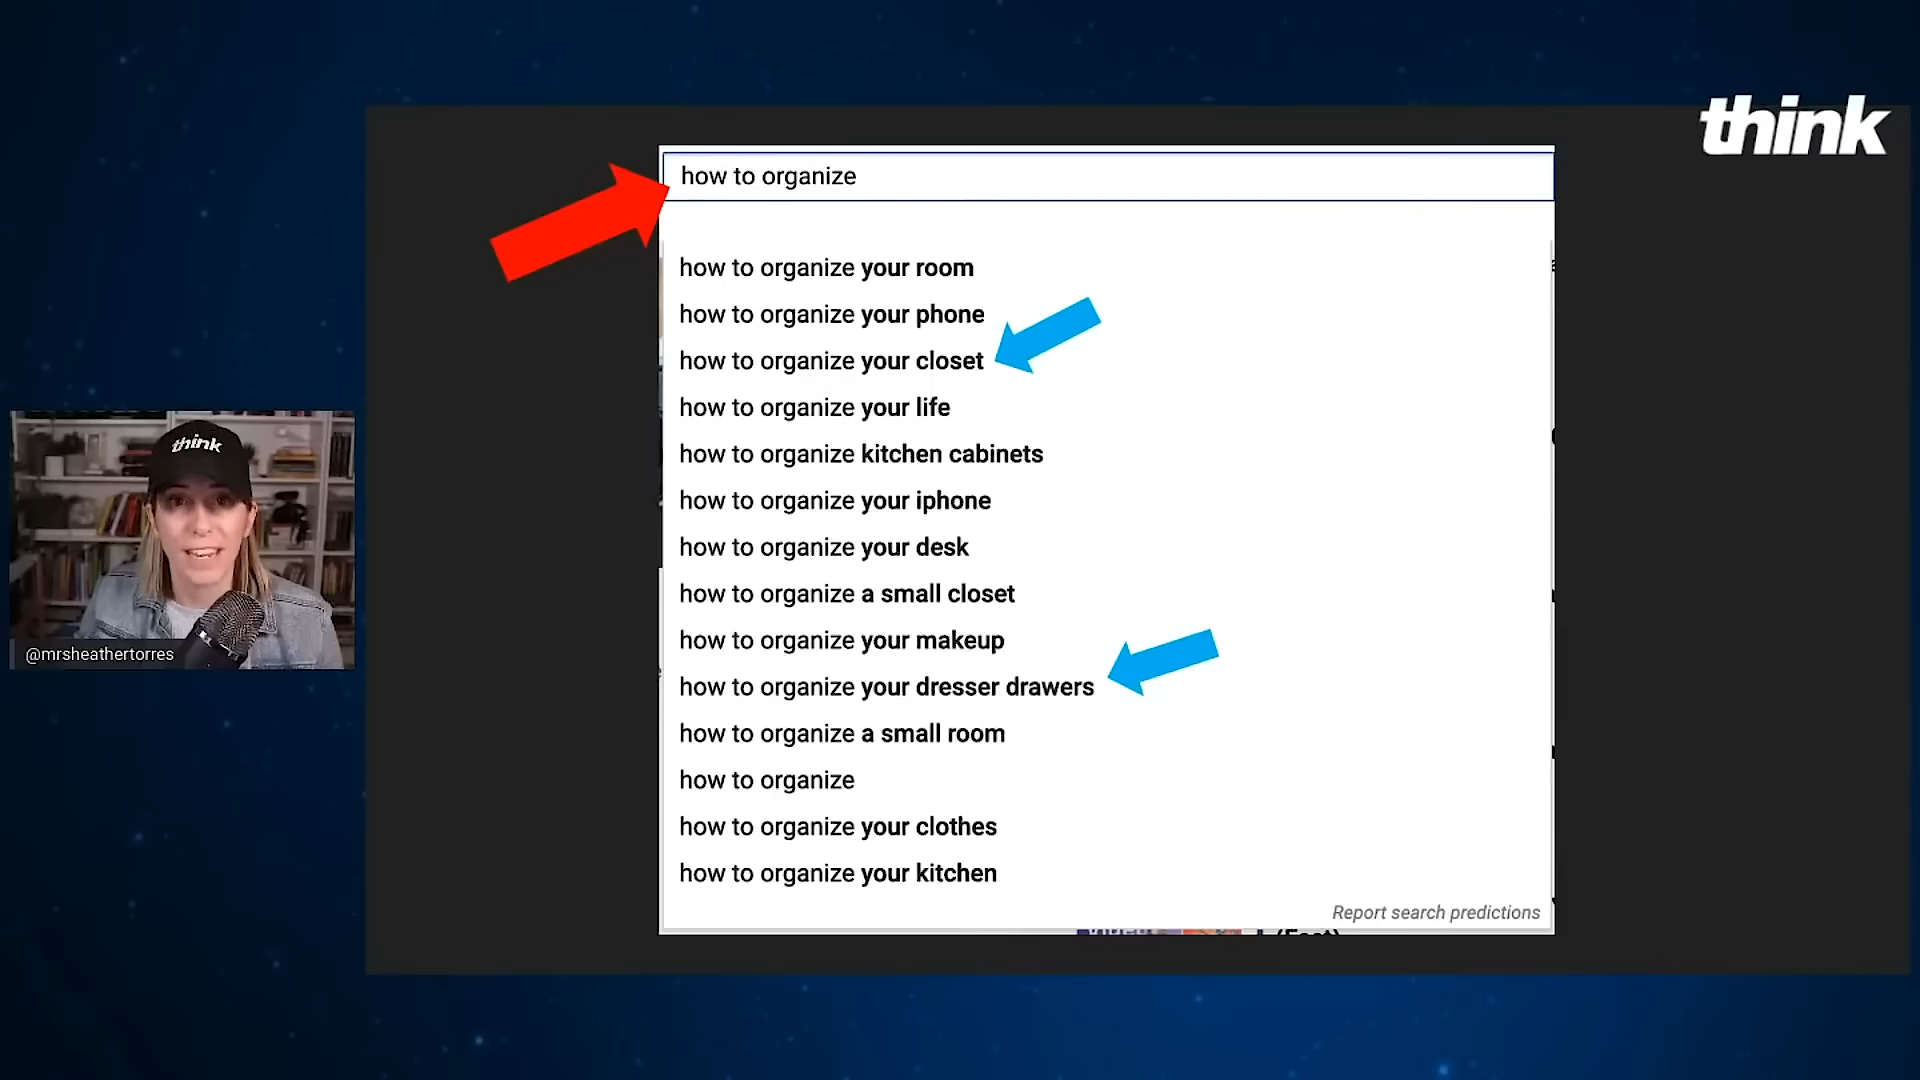 think
how to organize
how to organize your room
how to organize your phone
how to organize your closet
how to organize your life
how to organize kitchen cabinets
how to organize your iphone
how to organize your desk
how to organize a small closet
how to organize your makeup
how to organize your dresser drawers
how to organize a small room
how to organize
how to organize your clothes
how to organize your kitchen
Report search predictions
think
@mrsheathertorres